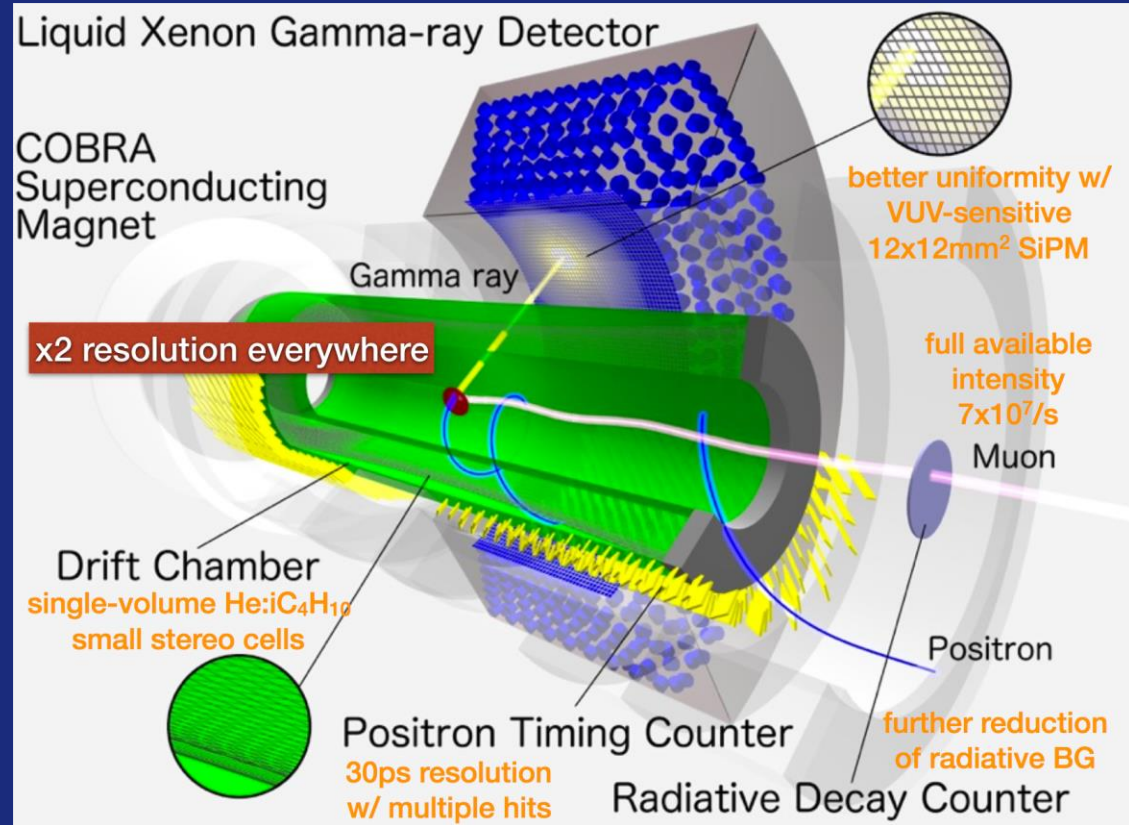 Liquid Xenon Gamma-ray Detector
COBRA
Superconducting
Magnet
better uniformity w/
VUV-sensitive
12x12mm² SiPM
Gamma ray
x2 resolution everywhere
full available
intensity
7x10⁷/s
Muon
Drift Chamber
single-volume He:iC₄H₁₀
small stereo cells
Positron
Positron Timing Counter
30ps resolution
w/ multiple hits
further reduction
of radiative BG
Radiative Decay Counter